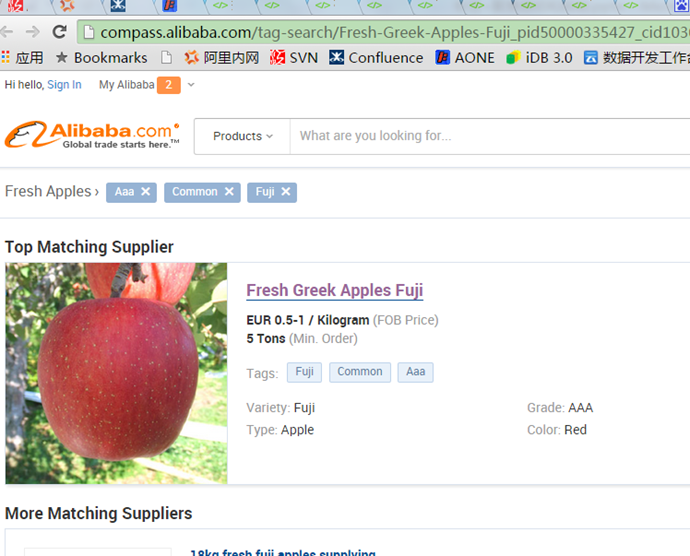 compass.alibaba.com/tag-search/Fresh-Greek-Apples-Fuji_pid50000335427_cid1030
应用 Bookmarks 阿里内网 SVN Confluence AONE iDB 3.0 数据开发工作台
Hi hello, Sign In My Alibaba 2
Alibaba.com
Global trade starts here.™
Products What are you looking for...
Fresh Apples › Aaa × Common × Fuji ×
Top Matching Supplier
Fresh Greek Apples Fuji
EUR 0.5-1 / Kilogram (FOB Price)
5 Tons (Min. Order)
Tags: Fuji Common Aaa
Variety: Fuji Grade: AAA
Type: Apple Color: Red
More Matching Suppliers
18kg fresh fuji apples supplying